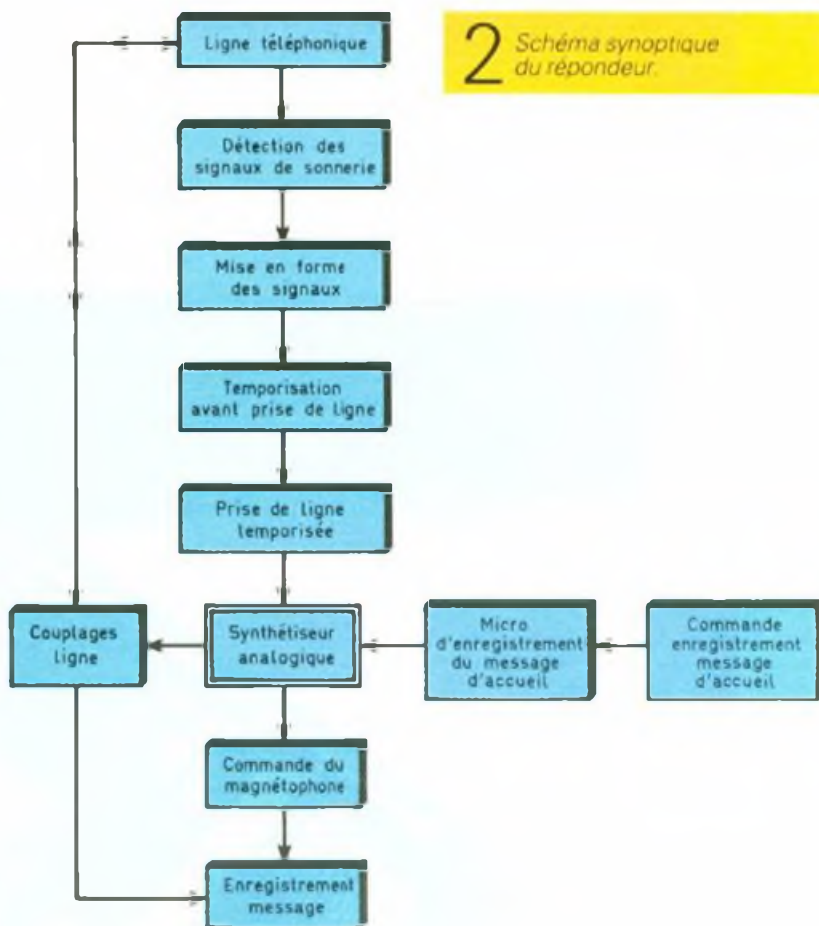 Ligne téléphonique
2 Schéma synoptique
du répondeur.
Détection des
signaux de sonnerie
Mise en forme
des signaux
Temporisation
avant prise de ligne
Prise de ligne
temporisée
Couplages
ligne
Synthétiseur
analogique
Micro
d'enregistrement
du message
d'accueil
Commande
enregistrement
message
d'accueil
Commande du
magnétophone
Enregistrement
message